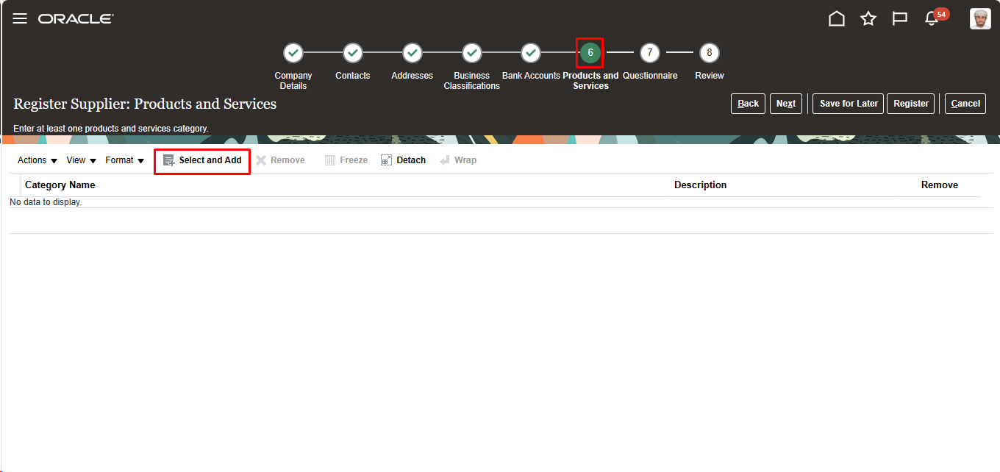 ORACLE
54
6
7
8
Company Details
Contacts
Addresses
Business Classifications
Bank Accounts
Products and Services
Questionnaire
Review
Register Supplier: Products and Services
Back
Next
Save for Later
Register
Cancel
Enter at least one products and services category.
Actions
View
Format
Select and Add
Remove
Freeze
Detach
Wrap
Category Name
Description
Remove
No data to display.